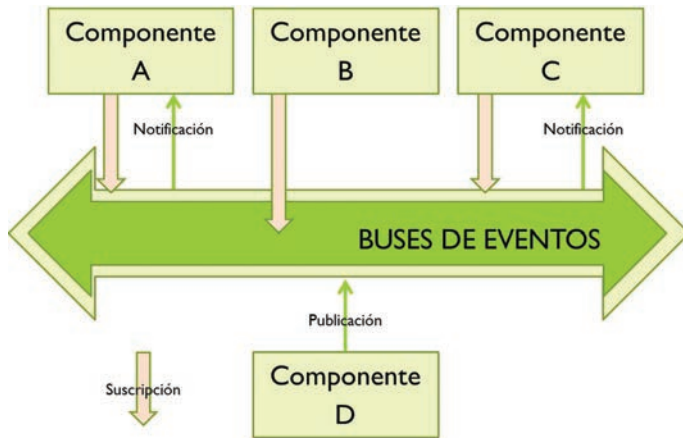 Componente
A
Componente
B
Componente
C
Notificación
Notificación
BUSES DE EVENTOS
Publicación
Componente
D
Suscripción